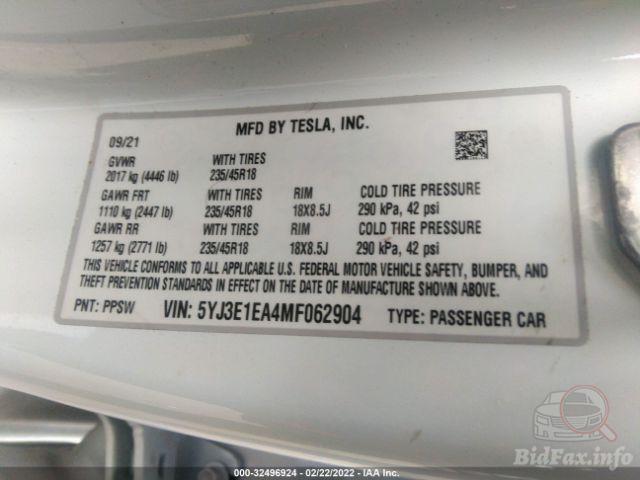 MFD BY TESLA, INC.
09/21
GVWR WITH TIRES
2017 kg (4446 lb) 235/45R18
GAWR FRT WITH TIRES RIM COLD TIRE PRESSURE
1110 kg (2447 lb) 235/45R18 18X8.5J 290 kPa, 42 psi
GAWR RR WITH TIRES RIM COLD TIRE PRESSURE
1257 kg (2771 lb) 235/45R18 18X8.5J 290 kPa, 42 psi
THIS VEHICLE CONFORMS TO ALL APPLICABLE U.S. FEDERAL MOTOR VEHICLE SAFETY, BUMPER, AND
THEFT PREVENTION STANDARDS IN EFFECT ON THE DATE OF MANUFACTURE SHOWN ABOVE.
PNT: PPSW VIN: 5YJ3E1EA4MF062904 TYPE: PASSENGER CAR
BidFax.info
000-32496924 - 02/22/2022 - IAA Inc.